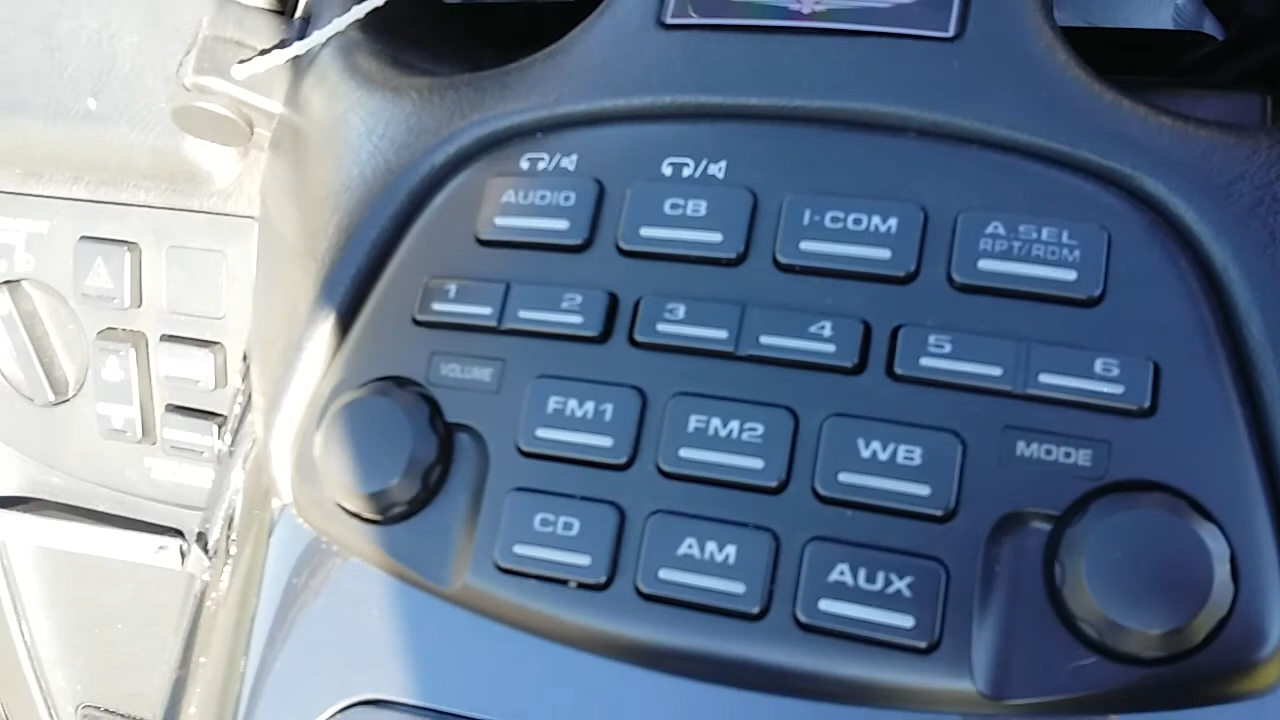 AUDIO
CB
I-COM
A.SEL
RPT/RDM
1
2
3
4
5
6
VOLUME
FM1
FM2
WB
MODE
CD
AM
AUX